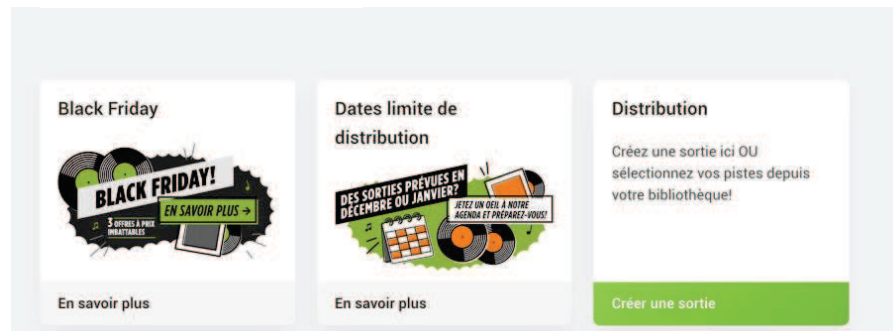 Black Friday
BLACK FRIDAY!
EN SAVOIR PLUS →
3 OFFRES À PRIX
IMBATTABLES
En savoir plus
Dates limite de
distribution
DES SORTIES PRÉVUES EN
DÉCEMBRE OU JANVIER?
JETEZ UN OEIL À NOTRE
AGENDA ET PRÉPAREZ-VOUS!
En savoir plus
Distribution
Créez une sortie ici OU
sélectionnez vos pistes depuis
votre bibliothèque!
Créer une sortie